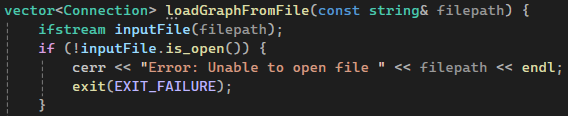 vector<Connection> loadGraphFromFile(const string& filepath) {
    ifstream inputFile(filepath);
    if (!inputFile.is_open()) {
        cerr << "Error: Unable to open file " << filepath << endl;
        exit(EXIT_FAILURE);
    }